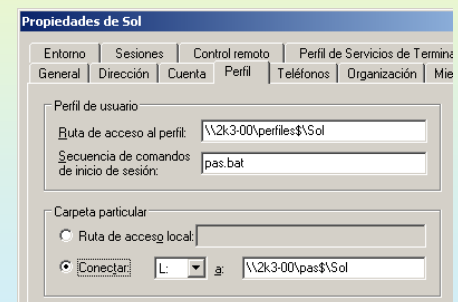 Propiedades de Sol
Entorno Sesiones Control remoto Perfil de Servicios de
General Dirección Cuenta Perfil Teléfonos Organización
Perfil de usuario
Ruta de acceso al perfil: \\2k3-00\perfiles$\Sol
Secuencia de comandos
de inicio de sesión: pas.bat
Carpeta particular
Ruta de acceso local:
Conectar: L: a: \\2k3-00\pas$\Sol